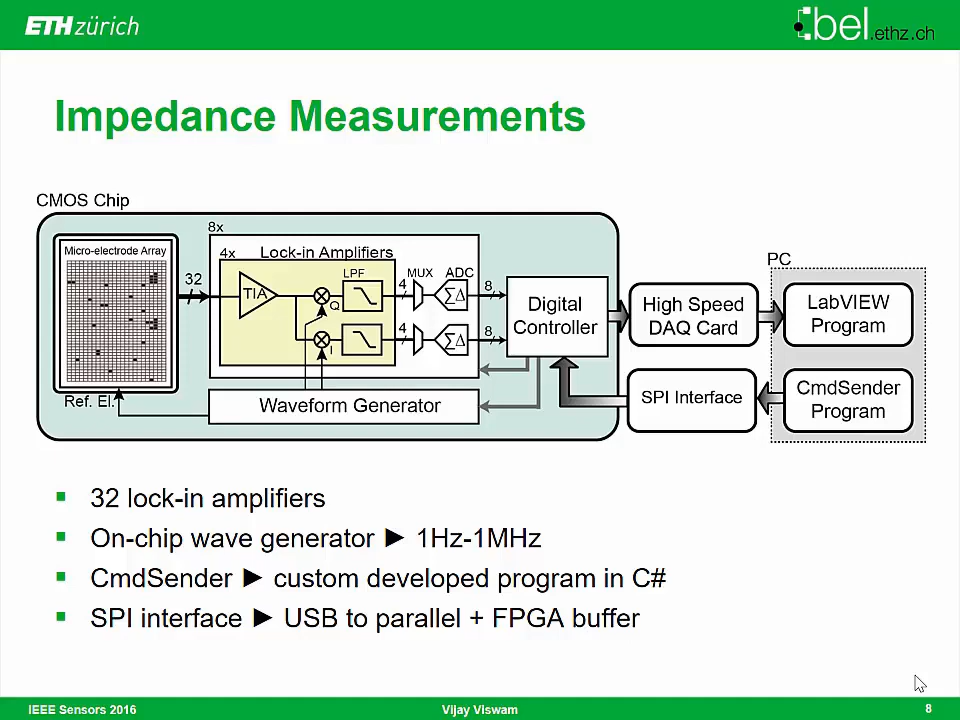 ETH zürich
bel.ethz.ch
Impedance Measurements
CMOS Chip
8x
Micro-electrode Array
4x
Lock-in Amplifiers
PC
32
TIA
LPF
Q
4
MUX
ADC
ΣΔ
8
Digital
Controller
High Speed
DAQ Card
LabVIEW
Program
I
4
ΣΔ
8
Ref. El.
Waveform Generator
SPI Interface
CmdSender
Program
▪ 32 lock-in amplifiers
▪ On-chip wave generator ► 1Hz-1MHz
▪ CmdSender ► custom developed program in C#
▪ SPI interface ► USB to parallel + FPGA buffer
IEEE Sensors 2016
Vijay Viswam
8